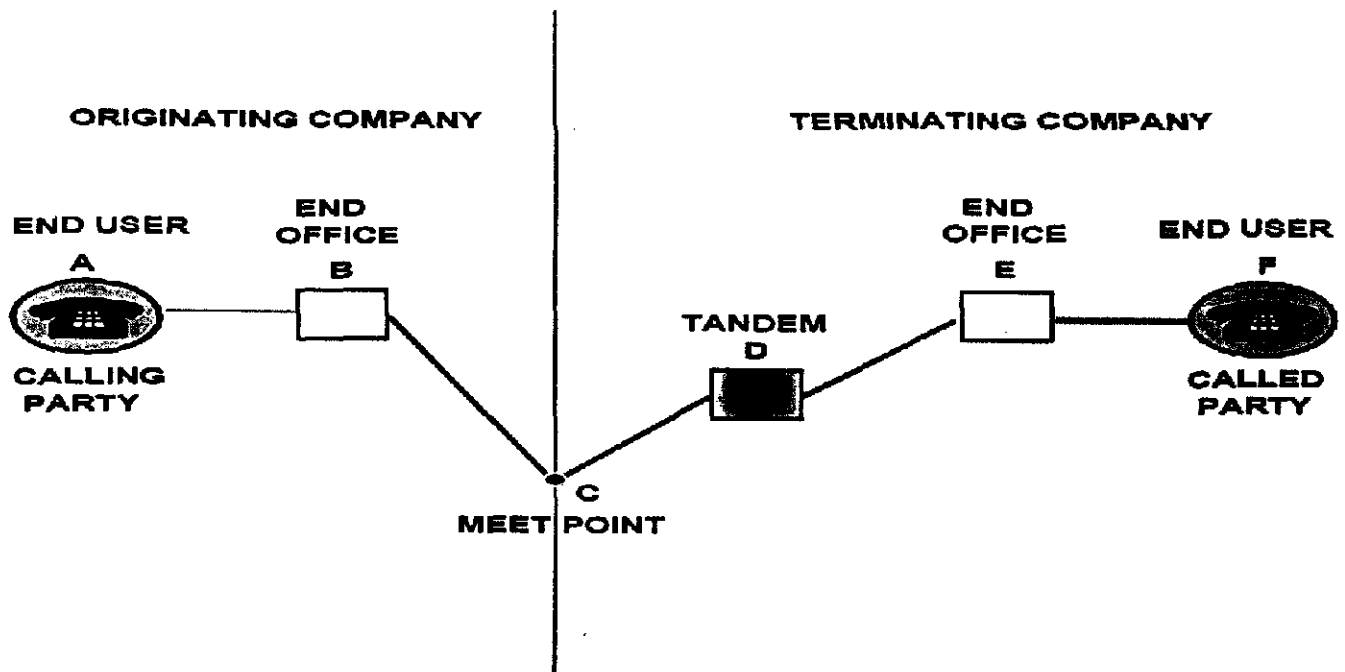 ORIGINATING COMPANY
TERMINATING COMPANY
END USER
A
CALLING
PARTY
END
OFFICE
B
C
MEET POINT
TANDEM
D
END
OFFICE
E
END USER
F
CALLED
PARTY